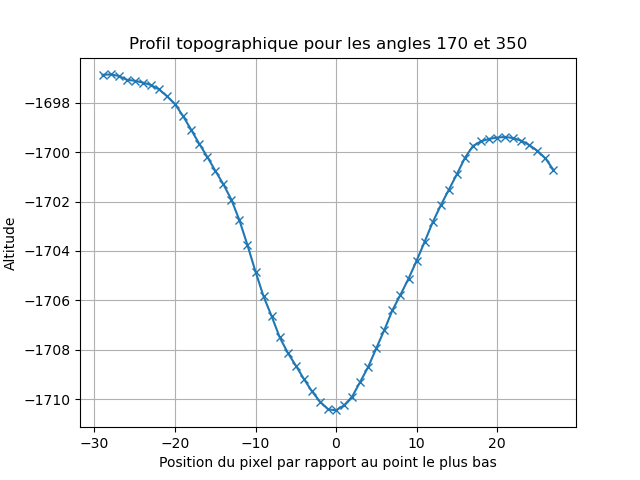 Profil topographique pour les angles 170 et 350
Altitude
−1698
−1700
−1702
−1704
−1706
−1708
−1710
−30 −20 −10 0 10 20
Position du pixel par rapport au point le plus bas